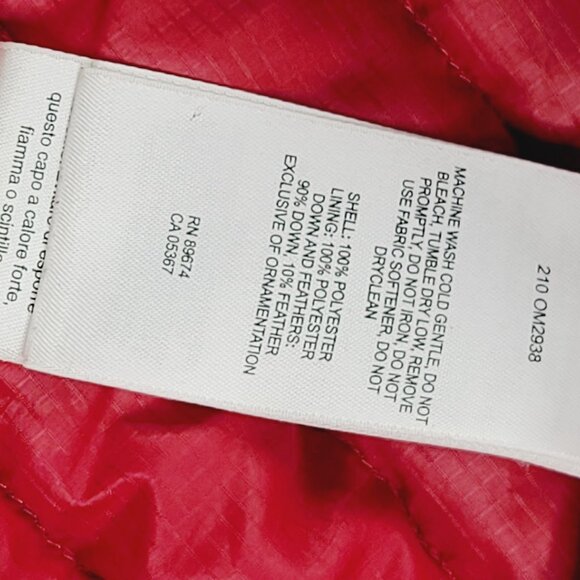 210 OM2938
MACHINE WASH COLD GENTLE, DO NOT
BLEACH, TUMBLE DRY LOW, REMOVE
PROMPTLY, DO NOT IRON, DO NOT
USE FABRIC SOFTENER, DO NOT
DRYCLEAN
SHELL: 100% POLYESTER
LINING: 100% POLYESTER
DOWN AND FEATHERS:
90% DOWN, 10% FEATHER
EXCLUSIVE OF ORNAMENTATION
RN 89674
CA 05367
questo capo a calore forte,
fiamma o scintille,